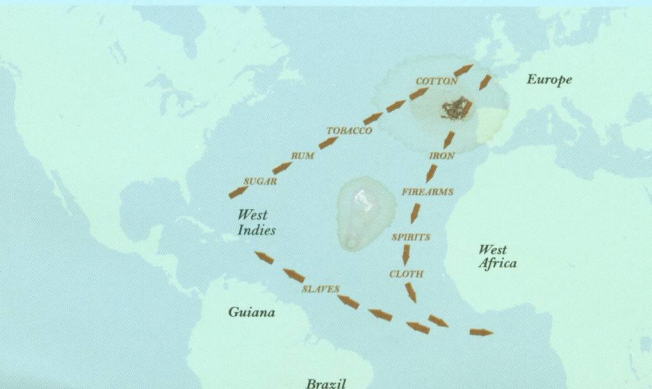 COTTON
Europe
TOBACCO
RUM
IRON
SUGAR
FIREARMS
West
Indies
SPIRITS
West
Africa
CLOTH
SLAVES
Guiana
Brazil